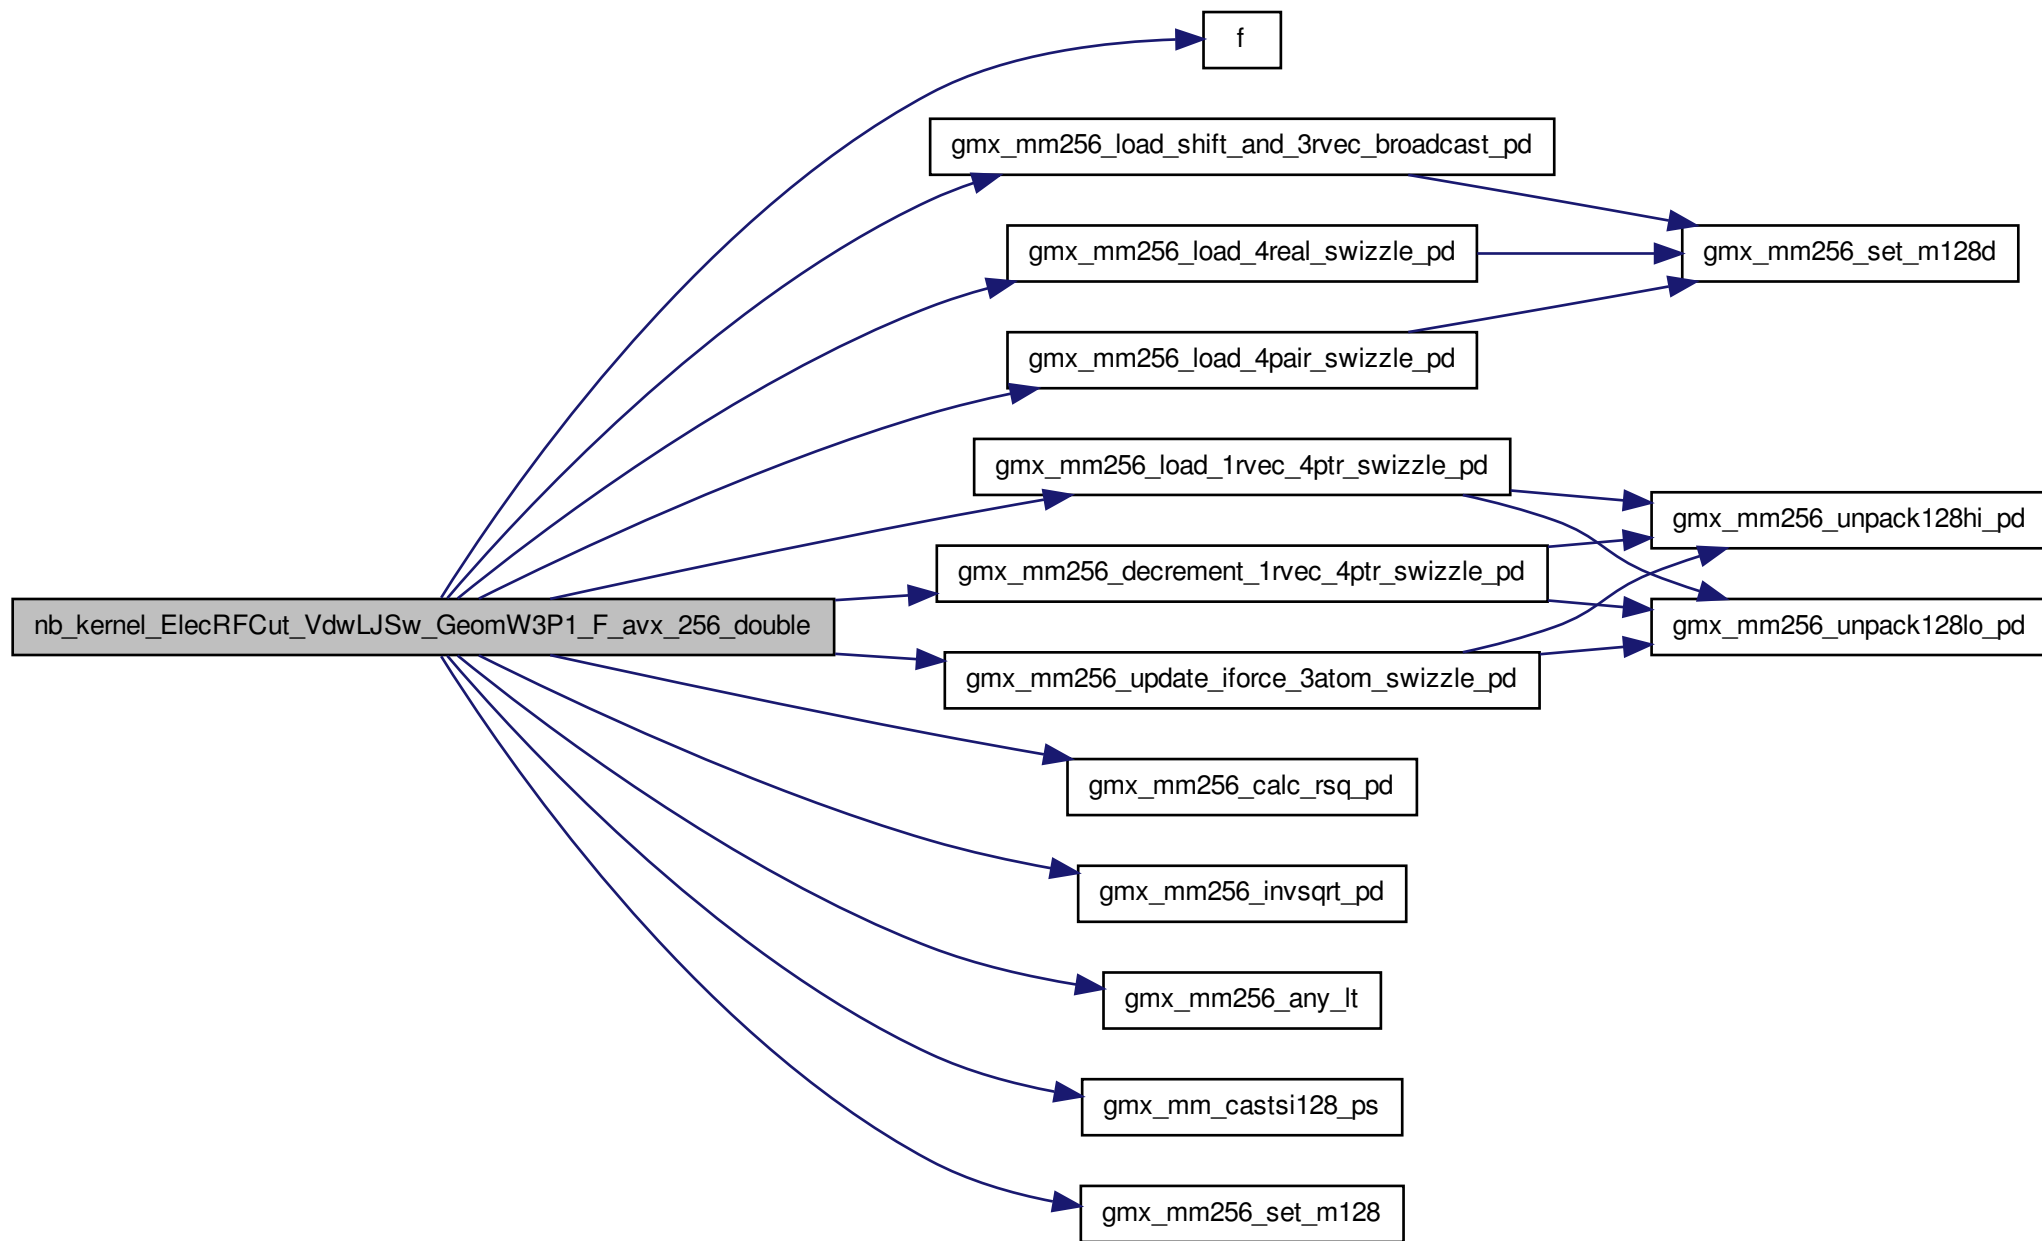 f
gmx_mm256_load_shift_and_3rvec_broadcast_pd
gmx_mm256_load_4real_swizzle_pd
gmx_mm256_set_m128d
gmx_mm256_load_4pair_swizzle_pd
gmx_mm256_load_1rvec_4ptr_swizzle_pd
gmx_mm256_unpack128hi_pd
gmx_mm256_decrement_1rvec_4ptr_swizzle_pd
nb_kernel_ElecRFCut_VdwLJSw_GeomW3P1_F_avx_256_double
gmx_mm256_unpack128lo_pd
gmx_mm256_update_iforce_3atom_swizzle_pd
gmx_mm256_calc_rsq_pd
gmx_mm256_invsqrt_pd
gmx_mm256_any_lt
gmx_mm_castsi128_ps
gmx_mm256_set_m128